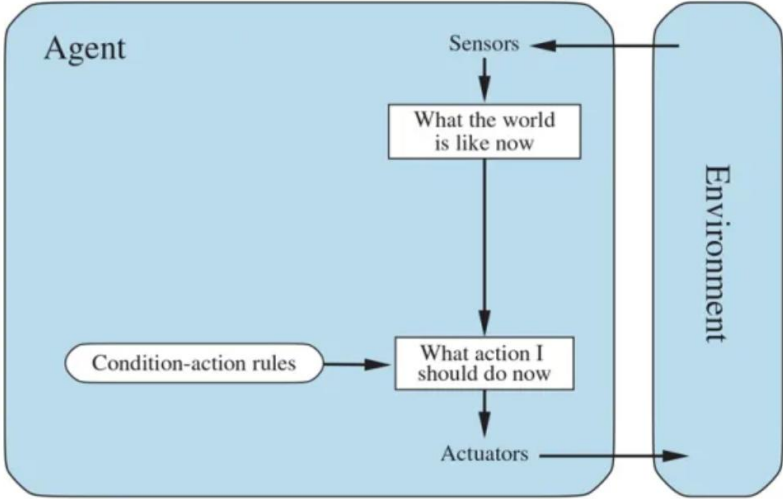 Agent
Sensors
What the world
is like now
Environment
Condition-action rules
What action I
should do now
Actuators